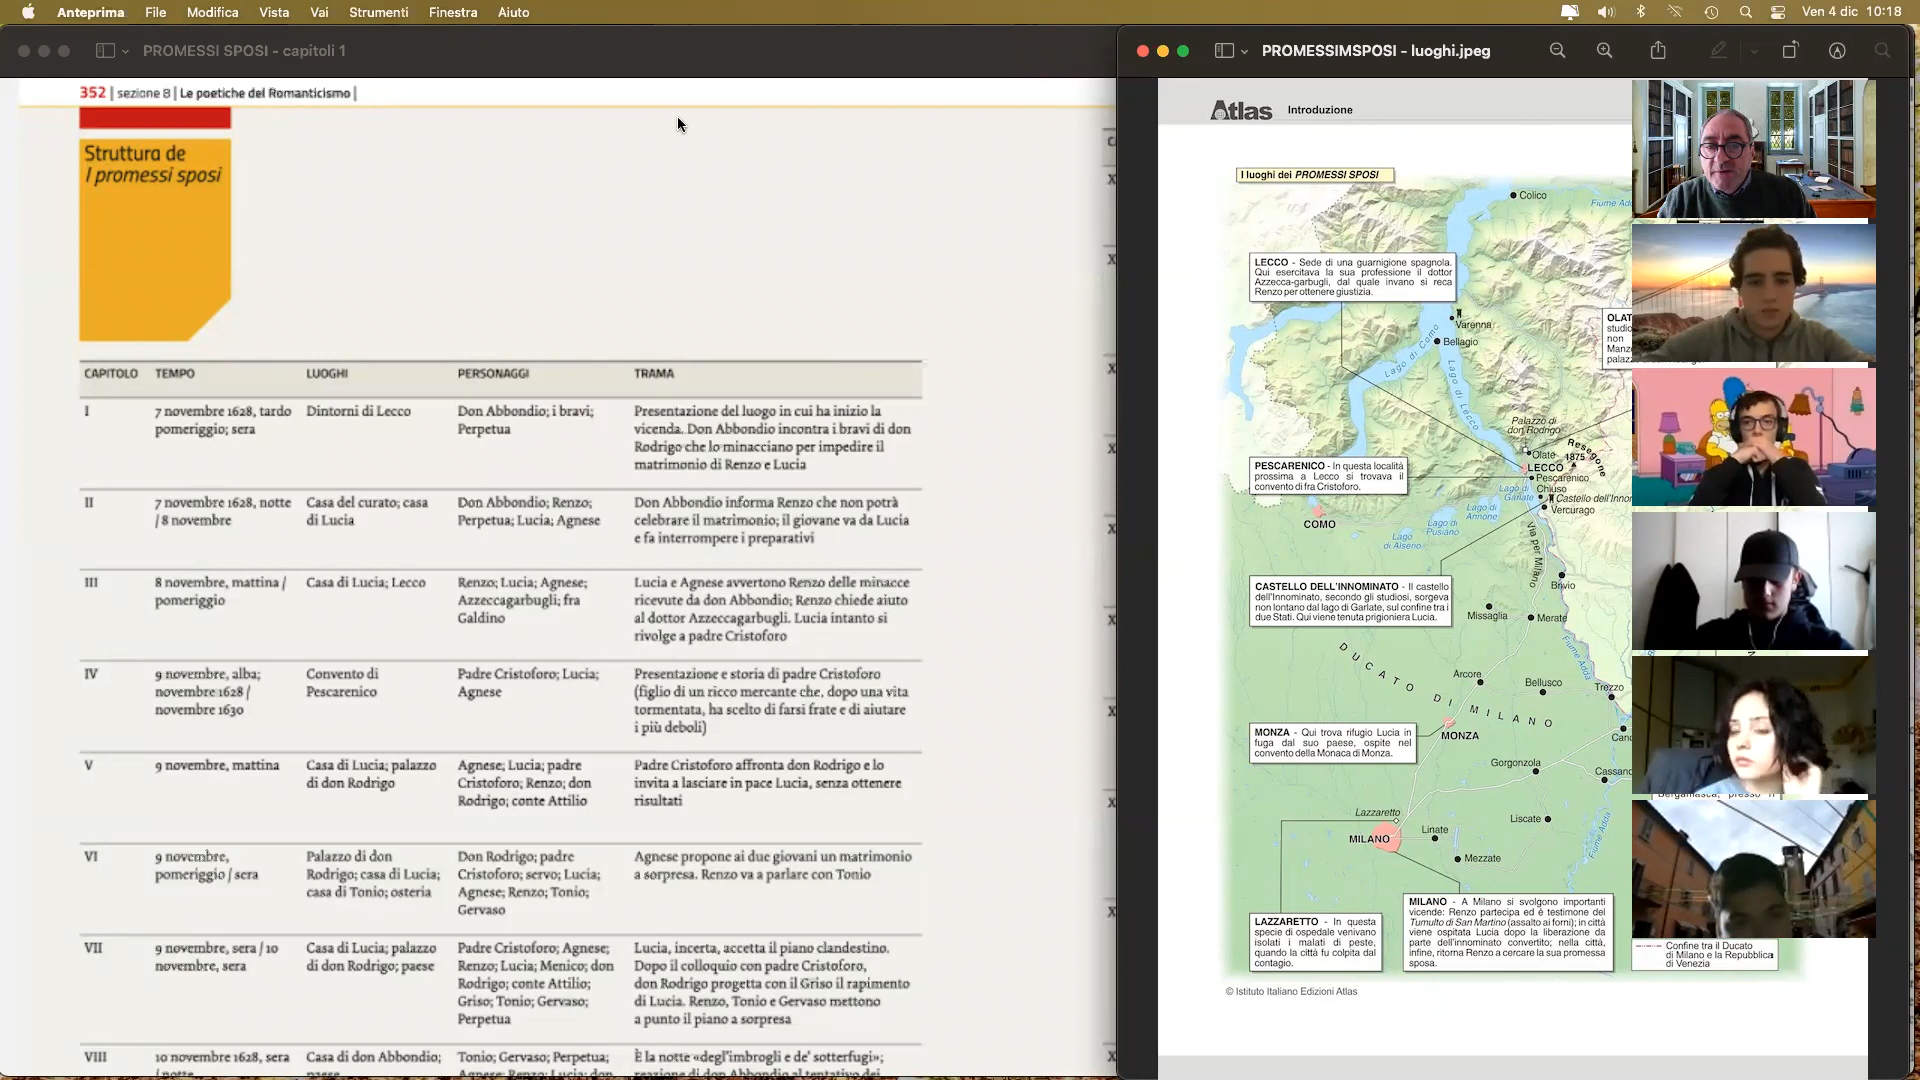 Anteprima File Modifica Vista Vai Strumenti Finestra Aiuto
Ven 4 dic 10:18
PROMESSI SPOSI - capitoli 1
352 | sezione 8 | Le poetiche del Romanticismo |
Struttura de
I promessi sposi
CAPITOLO TEMPO LUOGHI PERSONAGGI TRAMA
I
7 novembre 1628, tardo
pomeriggio; sera
Dintorni di Lecco
Don Abbondio; i bravi;
Perpetua
Presentazione del luogo in cui ha inizio la
vicenda. Don Abbondio incontra i bravi di don
Rodrigo che lo minacciano per impedire il
matrimonio di Renzo e Lucia
II
7 novembre 1628, notte
/ 8 novembre
Casa del curato; casa
di Lucia
Don Abbondio; Renzo;
Perpetua; Lucia; Agnese
Don Abbondio informa Renzo che non potrà
celebrare il matrimonio; il giovane va da Lucia
e fa interrompere i preparativi
III
8 novembre, mattina /
pomeriggio
Casa di Lucia; Lecco
Renzo; Lucia; Agnese;
Azzeccagarbugli; fra
Galdino
Lucia e Agnese avvertono Renzo delle minacce
ricevute da don Abbondio; Renzo chiede aiuto
al dottor Azzeccagarbugli. Lucia intanto si
rivolge a padre Cristoforo
IV
9 novembre, alba;
novembre 1628 /
novembre 1630
Convento di
Pescarenico
Padre Cristoforo; Lucia;
Agnese
Presentazione e storia di padre Cristoforo
(figlio di un ricco mercante che, dopo una vita
tormentata, ha scelto di farsi frate e di aiutare
i più deboli)
V
9 novembre, mattina
Casa di Lucia; palazzo
di don Rodrigo
Agnese; Lucia; padre
Cristoforo; Renzo; don
Rodrigo; conte Attilio
Padre Cristoforo affronta don Rodrigo e lo
invita a lasciare in pace Lucia, senza ottenere
risultati
VI
9 novembre,
pomeriggio / sera
Palazzo di don
Rodrigo; casa di Lucia;
casa di Tonio; osteria
Don Rodrigo; padre
Cristoforo; servo; Lucia;
Agnese; Renzo; Tonio;
Gervaso
Agnese propone ai due giovani un matrimonio
a sorpresa. Renzo va a parlare con Tonio
VII
9 novembre, sera / 10
novembre, sera
Casa di Lucia; palazzo
di don Rodrigo; paese
Padre Cristoforo; Agnese;
Renzo; Lucia; Menico; don
Rodrigo; conte Attilio;
Griso; Tonio; Gervaso;
Perpetua
Lucia, incerta, accetta il piano clandestino.
Dopo il colloquio con padre Cristoforo,
don Rodrigo progetta con il Griso il rapimento
di Lucia. Renzo, Tonio e Gervaso mettono
a punto il piano a sorpresa
VIII
10 novembre 1628, sera
/ notte
Casa di don Abbondio;
paese
Tonio; Gervaso; Perpetua;
Agnese; Renzo; Lucia; don
È la notte «degl'imbrogli e de' sotterfugi»;
reazione di don Abbondio al tentativo dei
PROMESSIMSPOSI - luoghi.jpeg
Atlas Introduzione
I luoghi dei PROMESSI SPOSI
Colico
Fiume Adda
LECCO - Sede di una guarnigione spagnola.
Qui esercitava la sua professione il dottor
Azzecca-garbugli, dal quale invano si reca
Renzo per ottenere giustizia.
Varenna
Bellagio
Lago di Como
Lago di Lecco
OLAT
studio
non
Manzo
palazz
Palazzo di
don Rodrigo
Resegone
1875
Olate
LECCO
Pescarenico
Chiuso
Castello dell'Innom
Vercurago
PESCARENICO - In questa località
prossima a Lecco si trovava il
convento di fra Cristoforo.
COMO
Lago di
Garlate
Lago di
Annone
Lago di
Pusiano
Lago
di Alserio
Via per Milano
CASTELLO DELL'INNOMINATO - Il castello
dell'Innominato, secondo gli studiosi, sorgeva
non lontano dal lago di Garlate, sul confine tra i
due Stati. Qui viene tenuta prigioniera Lucia.
Brivio
Missaglia
Merate
Fiume Adda
DUCATO DI MILANO
Arcore
Bellusco
Trezzo
MONZA - Qui trova rifugio Lucia in
fuga dal suo paese, ospite nel
convento della Monaca di Monza.
MONZA
Gorgonzola
Cassano
Lazzaretto
MILANO
Linate
Liscate
Mezzate
Fiume Adda
LAZZARETTO - In questa
specie di ospedale venivano
isolati i malati di peste,
quando la città fu colpita dal
contagio.
MILANO - A Milano si svolgono importanti
vicende: Renzo partecipa ed è testimone del
Tumulto di San Martino (assalto ai forni); in città
viene ospitata Lucia dopo la liberazione da
parte dell'innominato convertito; nella città,
infine, ritorna Renzo a cercare la sua promessa
sposa.
Confine tra il Ducato
di Milano e la Repubblica
di Venezia
© Istituto Italiano Edizioni Atlas